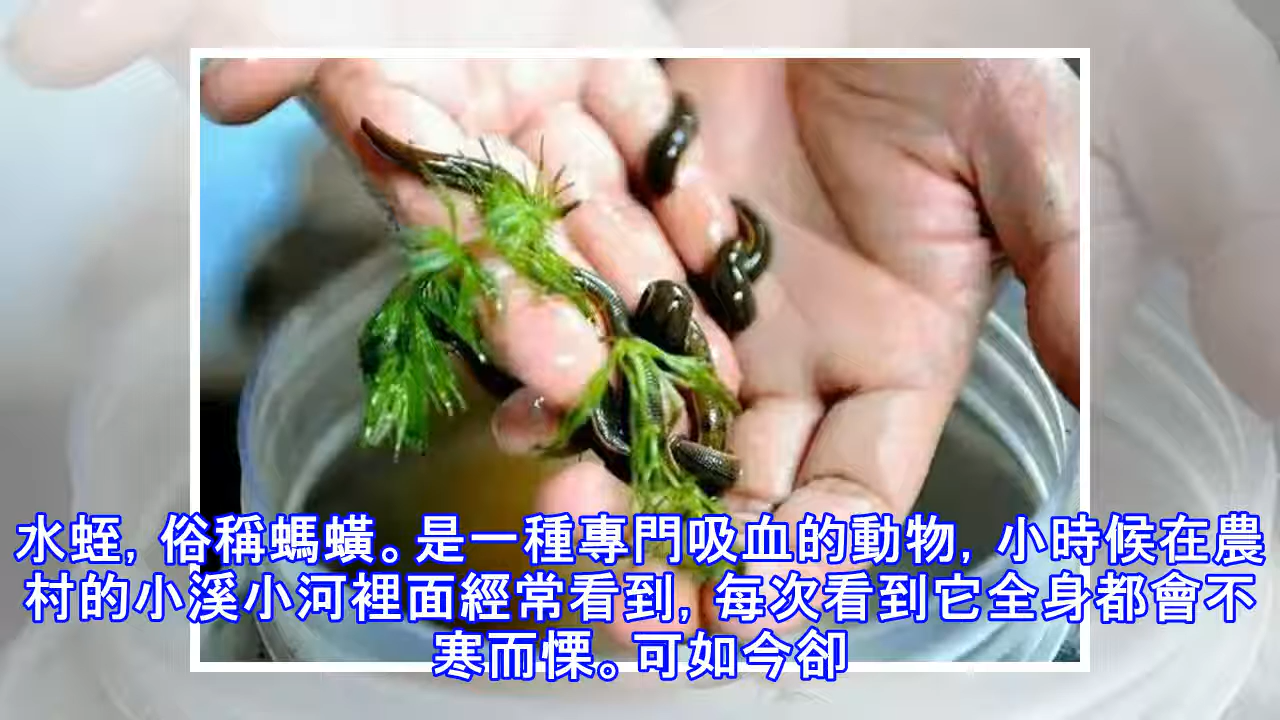 水蛭, 俗稱螞蟥。是一種專門吸血的動物, 小時候在農
村的小溪小河裡面經常看到, 每次看到它全身都會不
寒而慄。可如今卻